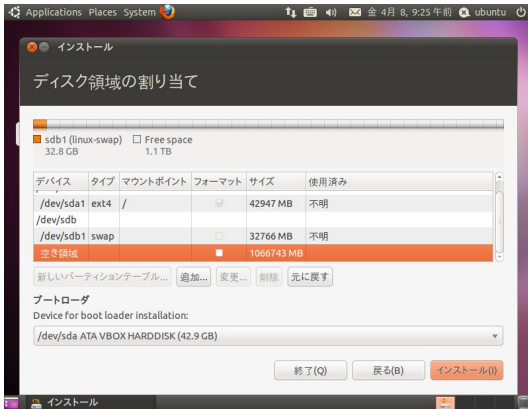 Applications Places System 金 4月 8, 9:25 午前 ubuntu
インストール
ディスク領域の割り当て
sdb1 (linux-swap) Free space
32.8 GB 1.1 TB
デバイス タイプ マウントポイント フォーマット サイズ 使用済み
/dev/sda1 ext4 / 42947 MB 不明
/dev/sdb
/dev/sdb1 swap 32766 MB 不明
空き領域 1066743 MB
新しいパーティションテーブル... 追加... 変更... 削除 元に戻す
ブートローダ
Device for boot loader installation:
/dev/sda ATA VBOX HARDDISK (42.9 GB)
終了(Q) 戻る(B) インストール(I)
インストール